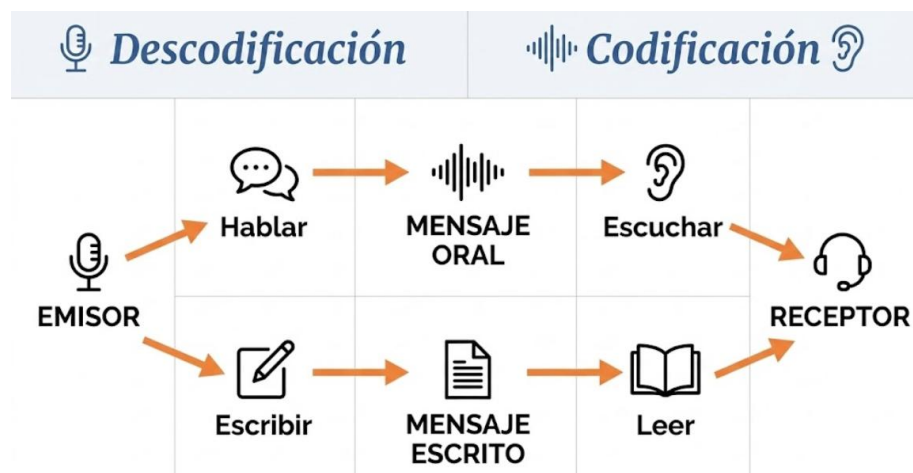 Descodificación
Codificación
Hablar
MENSAJE
ORAL
Escuchar
EMISOR
RECEPTOR
Escribir
MENSAJE
ESCRITO
Leer